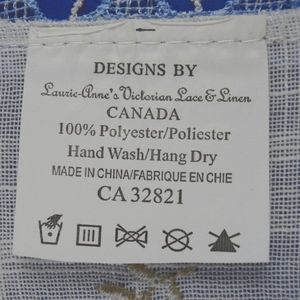 DESIGNS BY
Laurie-Anne's Victorian Lace & Linen
CANADA
100% Polyester/Poliester
Hand Wash/Hang Dry
MADE IN CHINA/FABRIQUE EN CHIE
CA 32821